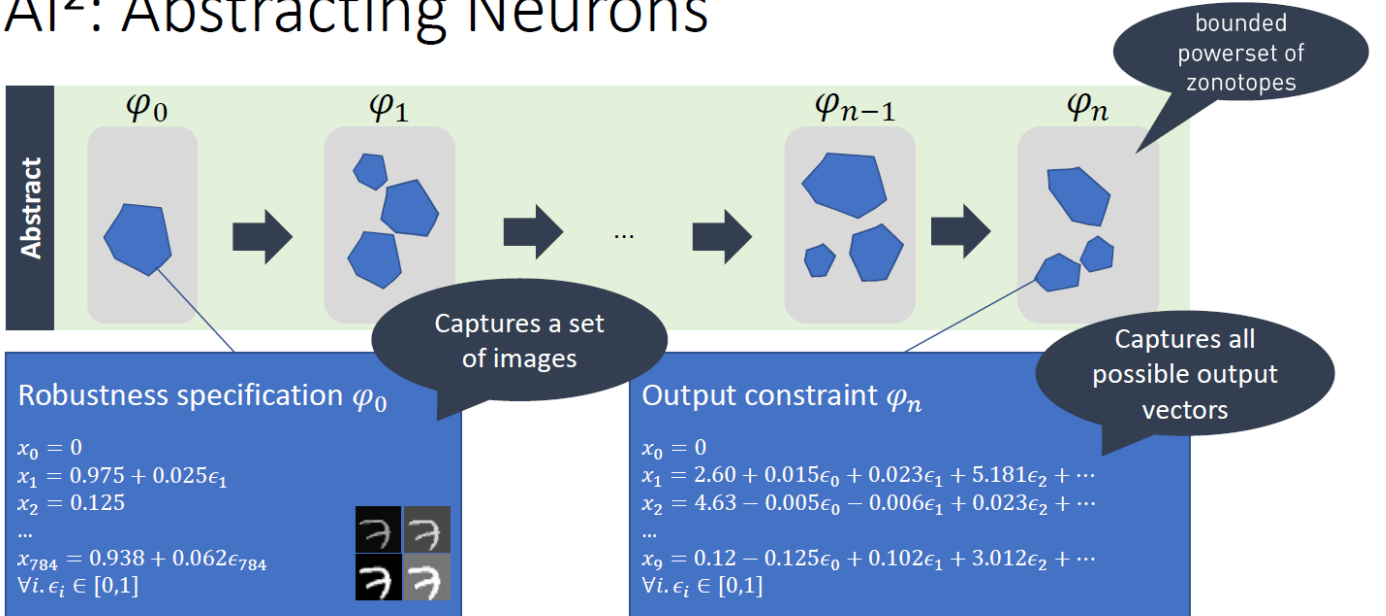 AI²: Abstracting Neurons
bounded
powerset of
zonotopes
Abstract
φ₀
φ₁
φₙ₋₁
φₙ
...
Captures a set
of images
Captures all
possible output
vectors
Robustness specification φ₀
x₀ = 0
x₁ = 0.975 + 0.025ϵ₁
x₂ = 0.125
...
x₇₈₄ = 0.938 + 0.062ϵ₇₈₄
∀i. ϵᵢ ∈ [0,1]
Output constraint φₙ
x₀ = 0
x₁ = 2.60 + 0.015ϵ₀ + 0.023ϵ₁ + 5.181ϵ₂ + ⋯
x₂ = 4.63 − 0.005ϵ₀ − 0.006ϵ₁ + 0.023ϵ₂ + ⋯
...
x₉ = 0.12 − 0.125ϵ₀ + 0.102ϵ₁ + 3.012ϵ₂ + ⋯
∀i. ϵᵢ ∈ [0,1]